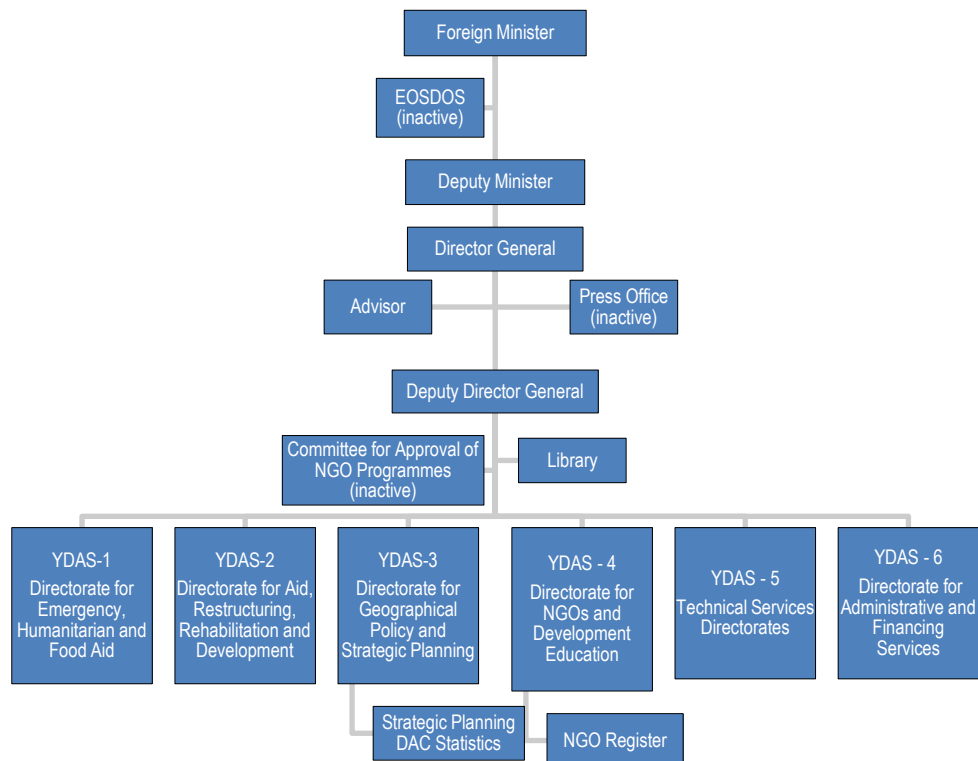 Foreign Minister
EOSDOS
(inactive)
Deputy Minister
Director General
Advisor
Press Office
(inactive)
Deputy Director General
Committee for Approval of
NGO Programmes
(inactive)
Library
YDAS-1
Directorate for
Emergency,
Humanitarian and
Food Aid
YDAS-2
Directorate for Aid,
Restructuring,
Rehabilitation and
Development
YDAS-3
Directorate for
Geographical
Policy and
Strategic Planning
YDAS - 4
Directorate for
NGOs and
Development
Education
YDAS - 5
Technical Services
Directorates
YDAS - 6
Directorate for
Administrative and
Financing
Services
Strategic Planning
DAC Statistics
NGO Register